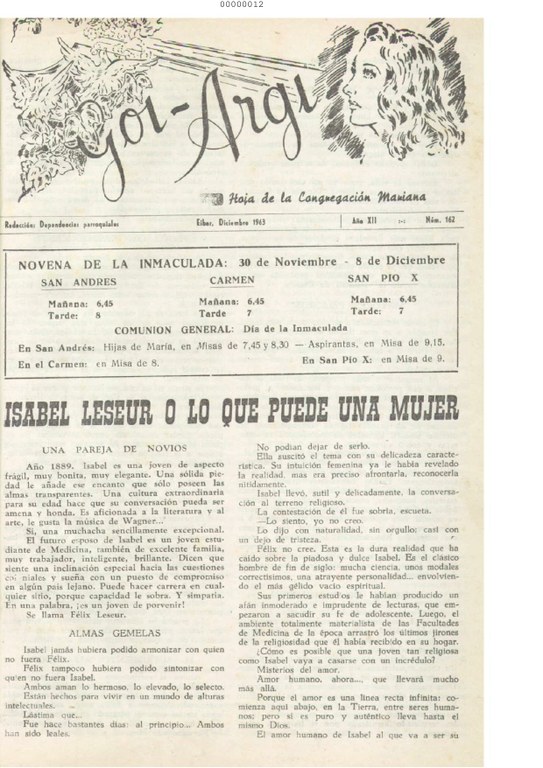 00000012
Goi-Argi
Hoja de la Congregación Mariana
Redacción: Dependencias parroquiales Eibar, Diciembre 1963 Año XII Núm. 162
NOVENA DE LA INMACULADA: 30 de Noviembre - 8 de Diciembre
SAN ANDRES CARMEN SAN PIO X
Mañana: 6,45 Mañana: 6,45 Mañana: 6,45
Tarde: 8 Tarde 7 Tarde: 7
COMUNION GENERAL: Día de la Inmaculada
En San Andrés: Hijas de María, en Misas de 7,45 y 8,30 — Aspirantas, en Misa de 9,15.
En el Carmen: en Misa de 8. En San Pio X: en Misa de 9.
ISABEL LESEUR O LO QUE PUEDE UNA MUJER
UNA PAREJA DE NOVIOS
Año 1889. Isabel es una joven de aspecto
frágil, muy bonita, muy elegante. Una sólida pie-
dad le añade ese encanto que sólo poseen las
almas transparentes. Una cultura extraordinaria
para su edad hace que su conversación pueda ser
amena y honda. Es aficionada a la literatura y al
arte, le gusta la música de Wagner...
Sí, una muchacha sencillamente excepcional.
El futuro esposo de Isabel es un joven estu-
diante de Medicina, también de excelente familia,
muy trabajador, inteligente, brillante. Dicen que
siente una inclinación especial hacia las cuestiones
coloniales y sueña con un puesto de compromiso
en algún país lejano. Puede hacer carrera en cual-
quier sitio, porque capacidad le sobra. Y simpatía.
En una palabra, ¡es un joven de porvenir!
Se llama Félix Leseur.
ALMAS GEMELAS
Isabel jamás hubiera podido armonizar con quien
no fuera Félix.
Félix tampoco hubiera podido sintonizar con
quien no fuera Isabel.
Ambos aman lo hermoso, lo elevado, lo selecto.
Están hechos para vivir en un mundo de alturas
intelectuales.
Lástima que...
Fue hace bastantes días: al principio... Ambos
han sido leales.
No podían dejar de serlo.
Ella suscitó el tema con su delicadeza caracte-
rística. Su intuición femenina ya le había revelado
la realidad, mas era preciso afrontarla, reconocerla
nítidamente.
Isabel llevó, sutil y delicadamente, la conversa-
ción al terreno religioso.
La contestación de él fue sobria, escueta.
—Lo siento, yo no creo.
Lo dijo con naturalidad, sin orgullo; casi con
un dejo de tristeza.
Félix no cree. Esta es la dura realidad que ha
caído sobre la piadosa y dulce Isabel. Es el clásico
hombre de fin de siglo: mucha ciencia, unos modales
correctísimos, una atrayente personalidad... envolvien-
do el más gélido vacío espiritual.
Sus primeros estudios le habían producido un
afán inmoderado e imprudente de lecturas, que em-
pezaron a sacudir su fe de adolescente. Luego, el
ambiente totalmente materialista de las Facultades
de Medicina de la época arrastró los últimos jirones
de la religiosidad que él había recibido en su hogar.
¿Cómo es posible que una joven tan religiosa
como Isabel vaya a casarse con un incrédulo?
Misterios del amor.
Amor humano, ahora..., que llevará mucho
más allá.
Porque el amor es una línea recta infinita: co-
mienza aquí abajo, en la Tierra, entre seres huma-
nos; pero si es puro y auténtico lleva hasta el
mismo Dios.
El amor humano de Isabel al que va a ser su